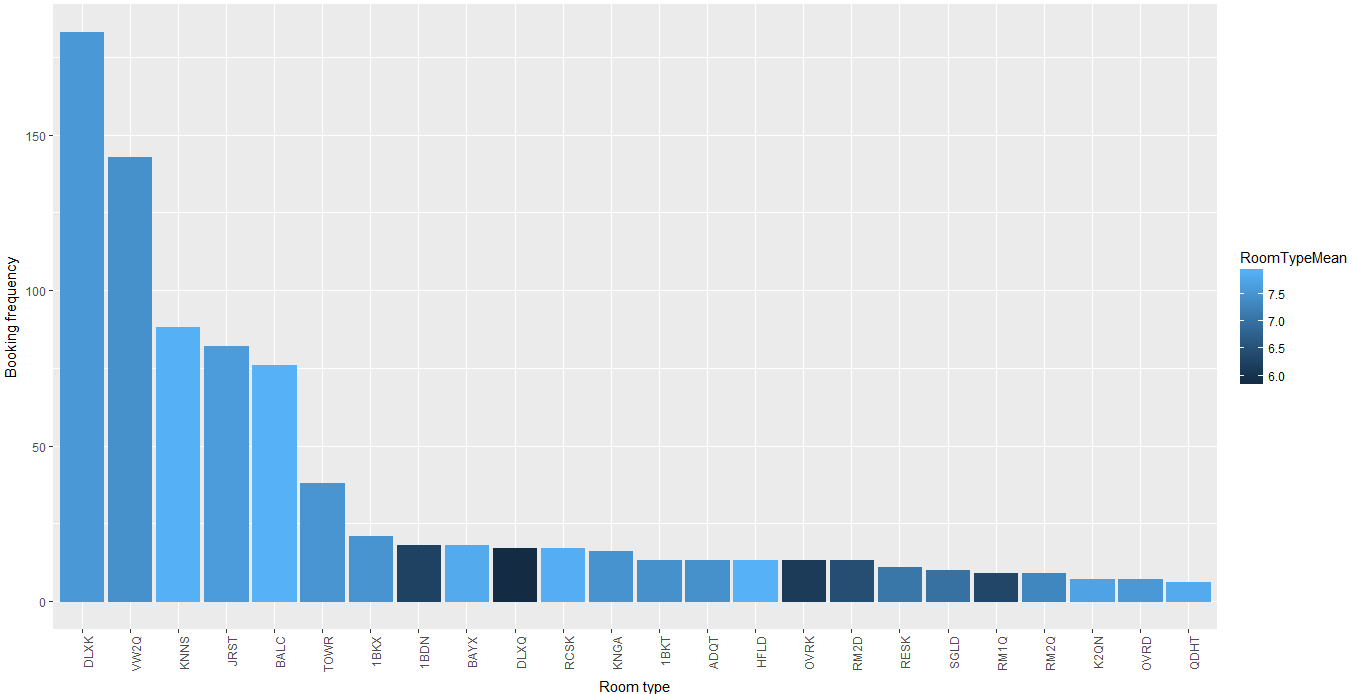 Booking frequency
150
100
50
0
DLXK VW2Q KNNS JRST BALC TOWR 1BKX 1BDN BAYX DLXQ RCSK KNGA 1BKT ADQT HFLD OVRK RM2D RESK SGLD RM1Q RM2Q K2QN OVRD QDHT
Room type
RoomTypeMean
7.5
7.0
6.5
6.0